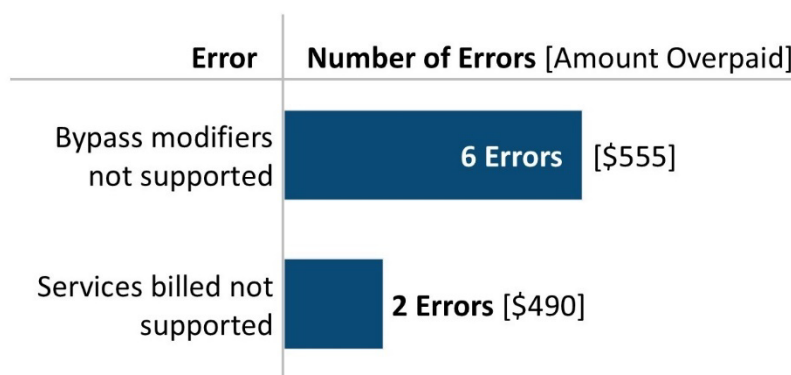 Error Number of Errors [Amount Overpaid]
Bypass modifiers
not supported
6 Errors [$555]
Services billed not
supported
2 Errors [$490]